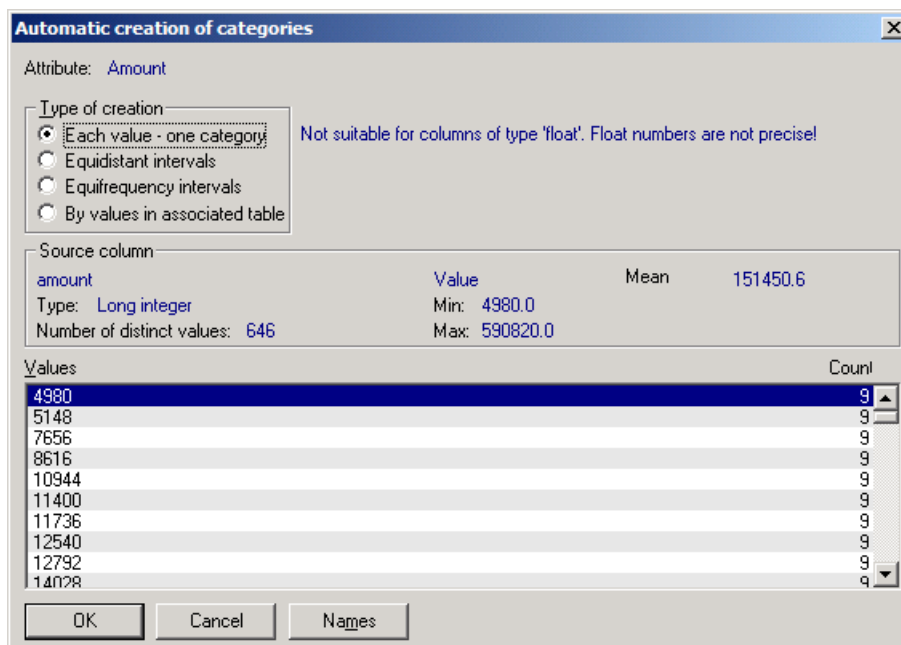 Automatic creation of categories
Attribute: Amount
Type of creation
Each value - one category
Not suitable for columns of type 'float'. Float numbers are not precise!
Equidistant intervals
Equifrequency intervals
By values in associated table
Source column
amount Value Mean 151450.6
Type: Long integer Min: 4980.0
Number of distinct values: 646 Max: 590820.0
Values Count
4980 9
5148 9
7656 9
8616 9
10944 9
11400 9
11736 9
12540 9
12792 9
14028 9
OK Cancel Names